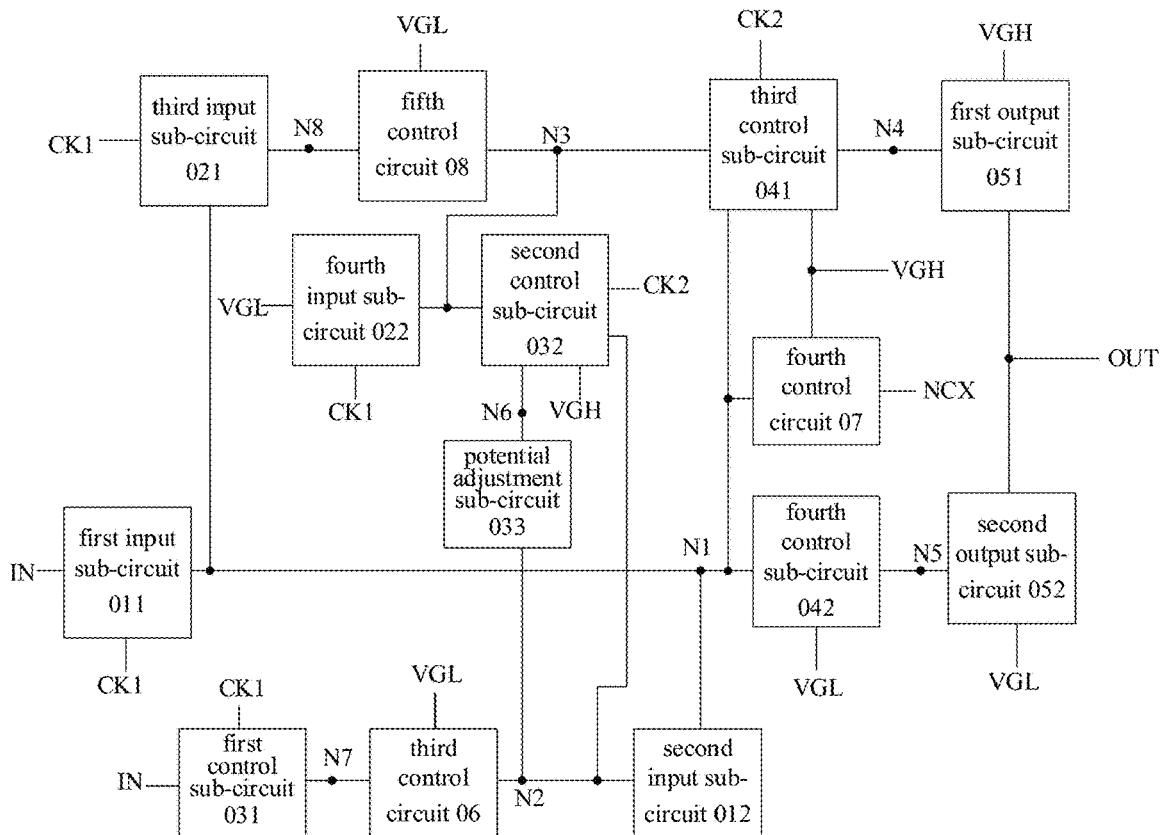 VGL
CK2
VGH
third input
sub-circuit
021
CK1
N8
fifth
control
circuit 08
N3
third
control
sub-circuit
041
N4
first output
sub-circuit
051
fourth
input sub-
circuit 022
VGL
CK1
second
control
sub-circuit
032
CK2
VGH
VGH
fourth
control
circuit 07
NCX
OUT
N6
potential
adjustment
sub-circuit
033
first input
sub-circuit
011
IN
CK1
N1
fourth
control
sub-circuit
042
VGL
N5
second
output sub-
circuit 052
VGL
CK1
first
control
sub-circuit
031
IN
N7
VGL
third
control
circuit 06
N2
second
input sub-
circuit 012